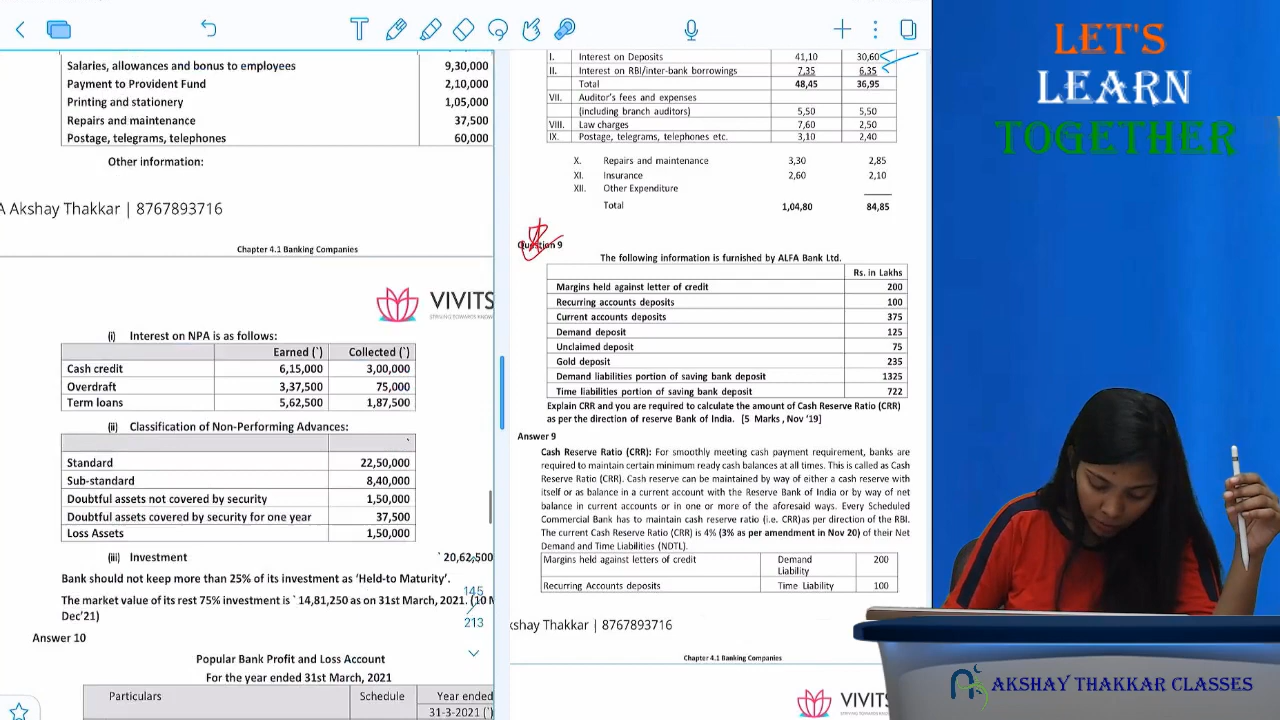 Salaries, allowances and bonus to employees 9,30,000
Payment to Provident Fund 2,10,000
Printing and stationery 1,05,000
Repairs and maintenance 37,500
Postage, telegrams, telephones 60,000
Other information:
A Akshay Thakkar | 8767893716
Chapter 4.1 Banking Companies
VIVITS
(i) Interest on NPA is as follows:
Earned (`) Collected (`)
Cash credit 6,15,000 3,00,000
Overdraft 3,37,500 75,000
Term loans 5,62,500 1,87,500
(ii) Classification of Non-Performing Advances:
`
Standard 22,50,000
Sub-standard 8,40,000
Doubtful assets not covered by security 1,50,000
Doubtful assets covered by security for one year 37,500
Loss Assets 1,50,000
(iii) Investment ` 20,62,500
Bank should not keep more than 25% of its investment as 'Held-to Maturity'.
The market value of its rest 75% investment is ` 14,81,250 as on 31st March, 2021. (10 M
Dec'21)
145
213
Answer 10
Popular Bank Profit and Loss Account
For the year ended 31st March, 2021
Particulars Schedule Year ended
31-3-2021 (`)
I. Interest on Deposits 41,10 30,60
II. Interest on RBI/inter-bank borrowings 7,35 6,35
Total 48,45 36,95
VII. Auditor's fees and expenses
(including branch auditors) 5,50 5,50
VIII. Law charges 7,60 2,50
IX. Postage, telegrams, telephones etc. 3,10 2,40
X. Repairs and maintenance 3,30 2,85
XI. Insurance 2,60 2,10
XII. Other Expenditure
Total 1,04,80 84,85
Question 9
The following information is furnished by ALFA Bank Ltd.
Rs. in Lakhs
Margins held against letter of credit 200
Recurring accounts deposits 100
Current accounts deposits 375
Demand deposit 125
Unclaimed deposit 75
Gold deposit 235
Demand liabilities portion of saving bank deposit 1325
Time liabilities portion of saving bank deposit 722
Explain CRR and you are required to calculate the amount of Cash Reserve Ratio (CRR)
as per the direction of reserve Bank of India. [5 Marks , Nov '19]
Answer 9
Cash Reserve Ratio (CRR): For smoothly meeting cash payment requirement, banks are
required to maintain certain minimum ready cash balances at all times. This is called as Cash
Reserve Ratio (CRR). Cash reserve can be maintained by way of either a cash reserve with
itself or as balance in a current account with the Reserve Bank of India or by way of net
balance in current accounts or in one or more of the aforesaid ways. Every Scheduled
Commercial Bank has to maintain cash reserve ratio (i.e. CRR)as per direction of the RBI.
The current Cash Reserve Ratio (CRR) is 4% (3% as per amendment in Nov 20) of their Net
Demand and Time Liabilities (NDTL).
Margins held against letters of credit Demand Liability 200
Recurring Accounts deposits Time Liability 100
kshay Thakkar | 8767893716
Chapter 4.1 Banking Companies
VIVITS
LET'S
LEARN
TOGETHER
AKSHAY THAKKAR CLASSES